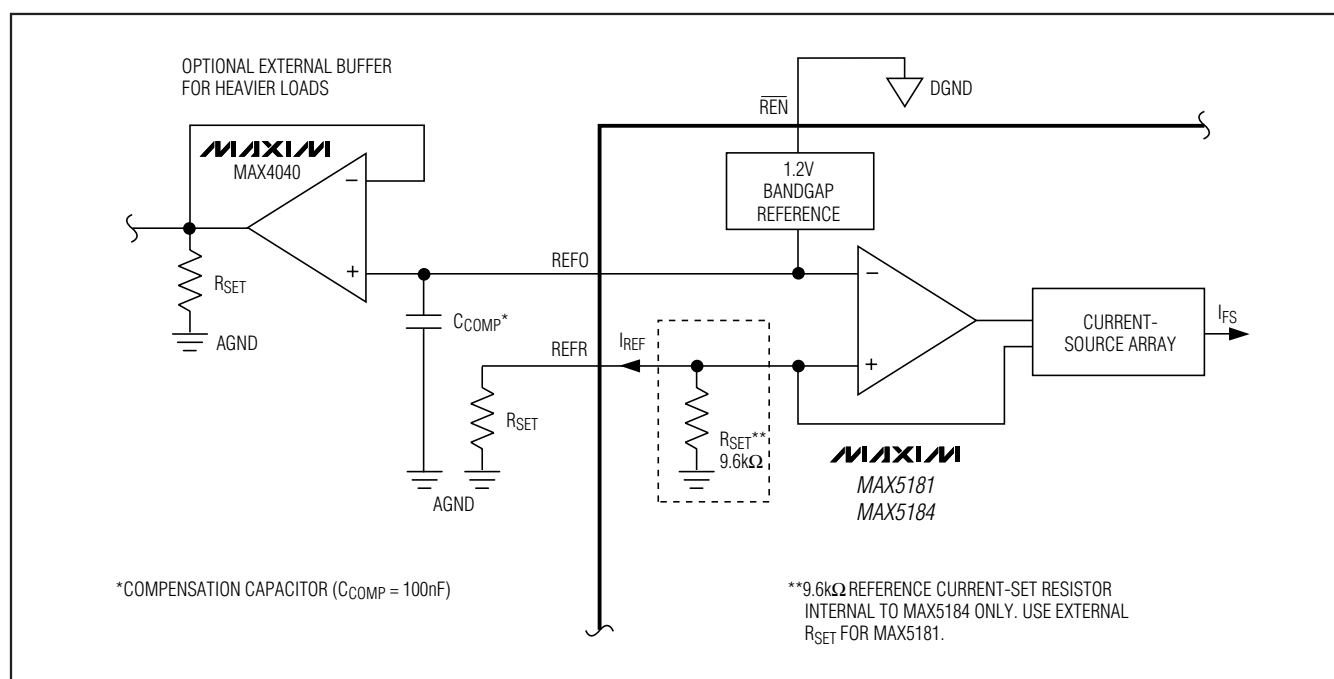 OPTIONAL EXTERNAL BUFFER
FOR HEAVIER LOADS
MAXIM
MAX4040
−
+
RSET
AGND
REN
DGND
1.2V
BANDGAP
REFERENCE
REFO
CCOMP*
REFR
IREF
RSET
AGND
RSET**
9.6kΩ
−
+
CURRENT-
SOURCE ARRAY
IFS
MAXIM
MAX5181
MAX5184
*COMPENSATION CAPACITOR (CCOMP = 100nF)
**9.6kΩ REFERENCE CURRENT-SET RESISTOR
INTERNAL TO MAX5184 ONLY. USE EXTERNAL
RSET FOR MAX5181.